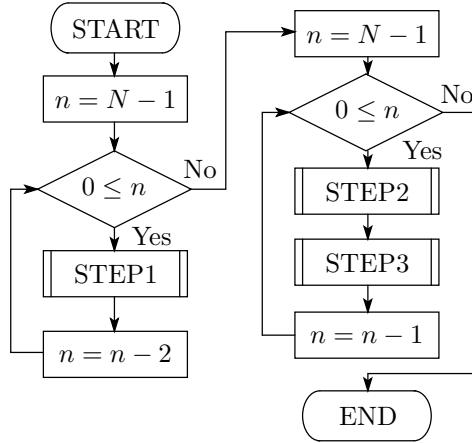 START
n = N − 1
0 ≤ n
No
Yes
STEP1
n = n − 2
n = N − 1
0 ≤ n
No
Yes
STEP2
STEP3
n = n − 1
END